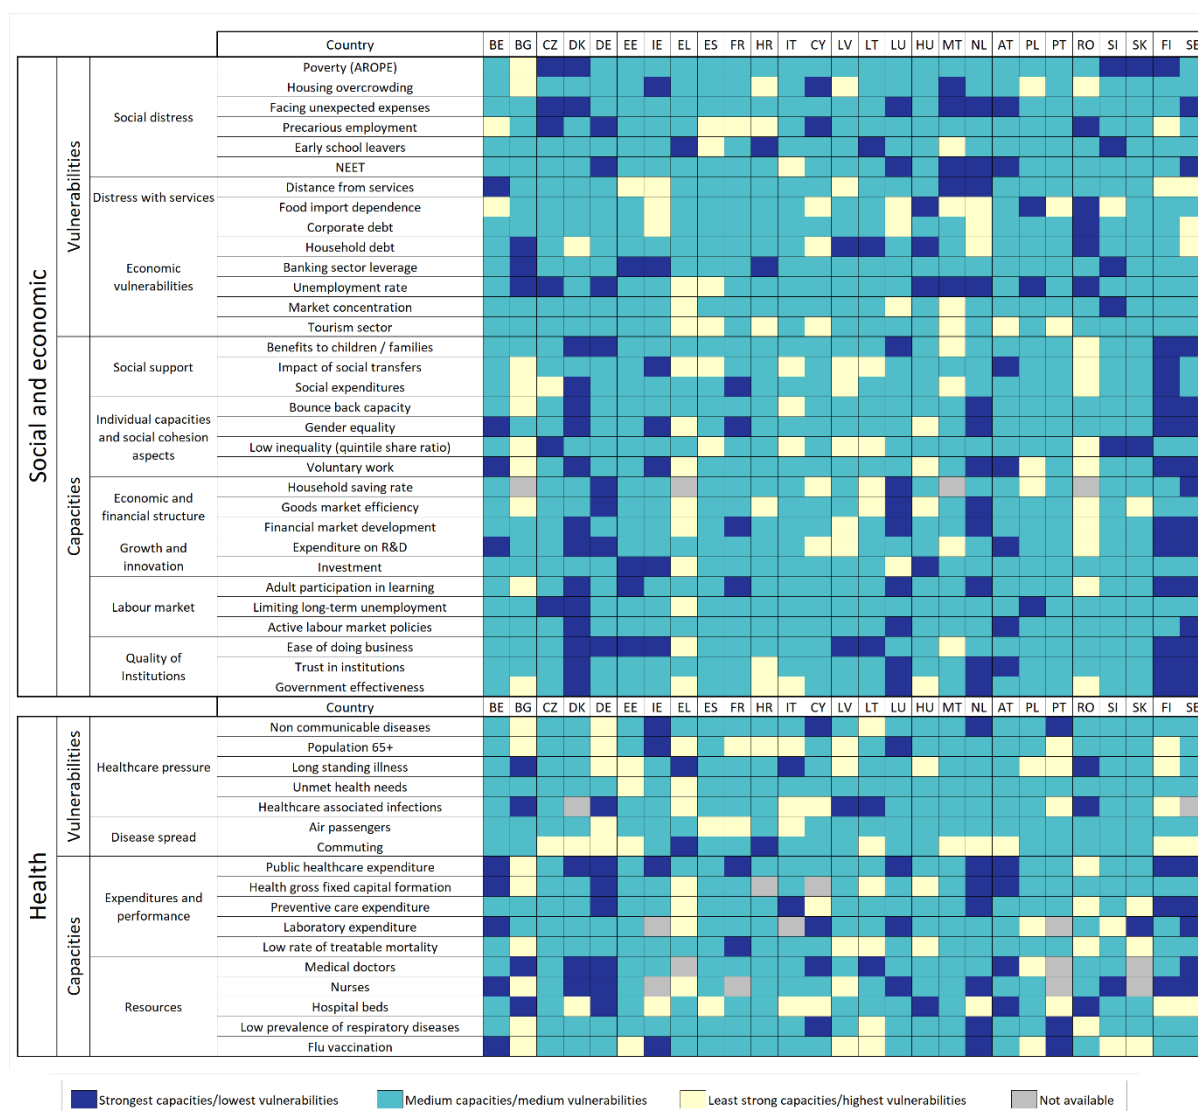 Country BE BG CZ DK DE EE IE EL ES FR HR IT CY LV LT LU HU MT NL AT PL PT RO SI SK FI SE
Social and economic
Vulnerabilities
Social distress
Poverty (AROPE)
Housing overcrowding
Facing unexpected expenses
Precarious employment
Early school leavers
NEET
Distress with services
Distance from services
Food import dependence
Corporate debt
Household debt
Economic
vulnerabilities
Banking sector leverage
Unemployment rate
Market concentration
Tourism sector
Capacities
Social support
Benefits to children / families
Impact of social transfers
Social expenditures
Individual capacities
and social cohesion
aspects
Bounce back capacity
Gender equality
Low inequality (quintile share ratio)
Voluntary work
Economic and
financial structure
Household saving rate
Goods market efficiency
Financial market development
Growth and
innovation
Expenditure on R&D
Investment
Labour market
Adult participation in learning
Limiting long-term unemployment
Active labour market policies
Quality of
Institutions
Ease of doing business
Trust in institutions
Government effectiveness
Country BE BG CZ DK DE EE IE EL ES FR HR IT CY LV LT LU HU MT NL AT PL PT RO SI SK FI SE
Health
Vulnerabilities
Healthcare pressure
Non communicable diseases
Population 65+
Long standing illness
Unmet health needs
Healthcare associated infections
Disease spread
Air passengers
Commuting
Capacities
Expenditures and
performance
Public healthcare expenditure
Health gross fixed capital formation
Preventive care expenditure
Laboratory expenditure
Low rate of treatable mortality
Resources
Medical doctors
Nurses
Hospital beds
Low prevalence of respiratory diseases
Flu vaccination
Strongest capacities/lowest vulnerabilities
Medium capacities/medium vulnerabilities
Least strong capacities/highest vulnerabilities
Not available